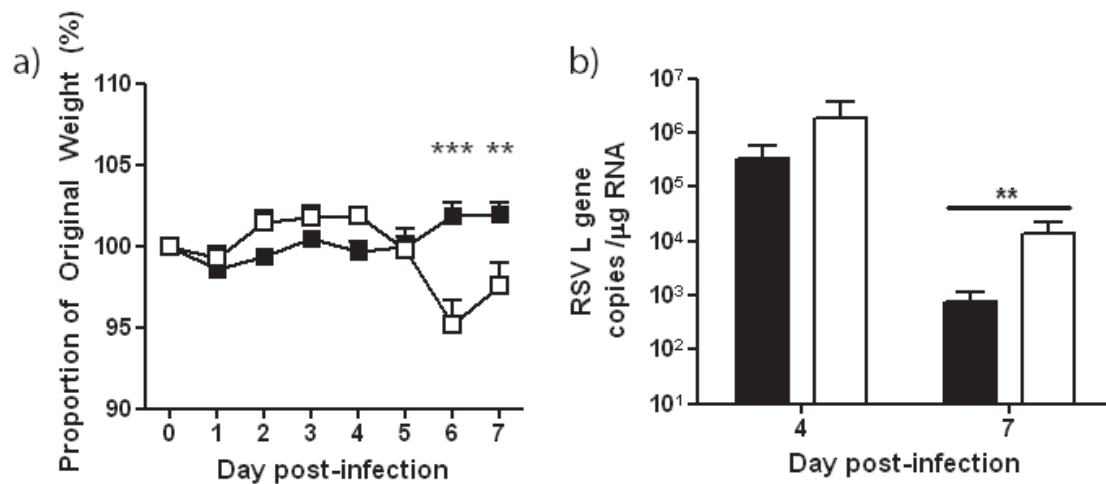 a)
Proportion of Original Weight (%)
110
105
100
95
90
*** **
0 1 2 3 4 5 6 7
Day post-infection
b)
RSV L gene
copies /µg RNA
10⁷
10⁶
10⁵
10⁴
10³
10²
10¹
**
4 7
Day post-infection